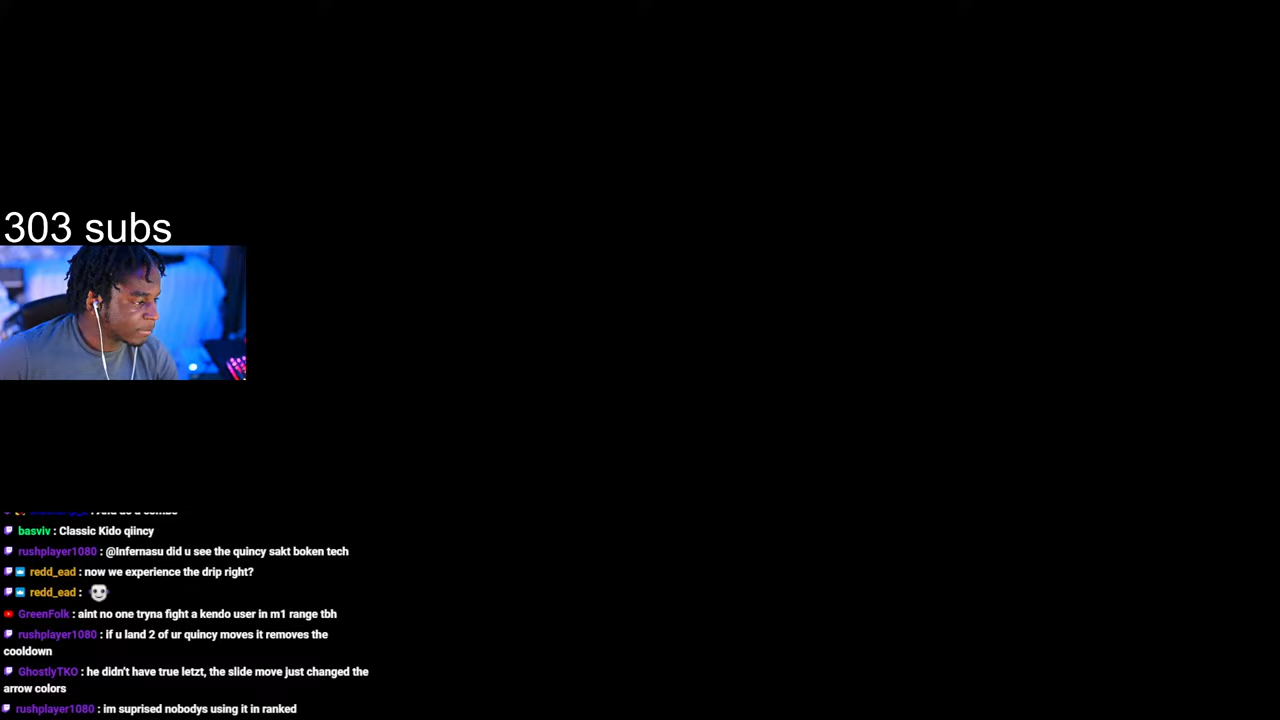 303 subs
basviv : Classic Kido qiincy
rushplayer1080 : @Infernasu did u see the quincy sakt boken tech
redd_ead : now we experience the drip right?
redd_ead :
GreenFolk : aint no one tryna fight a kendo user in m1 range tbh
rushplayer1080 : if u land 2 of ur quincy moves it removes the
cooldown
GhostlyTKO : he didn't have true letzt, the slide move just changed the
arrow colors
rushplayer1080 : im suprised nobodys using it in ranked